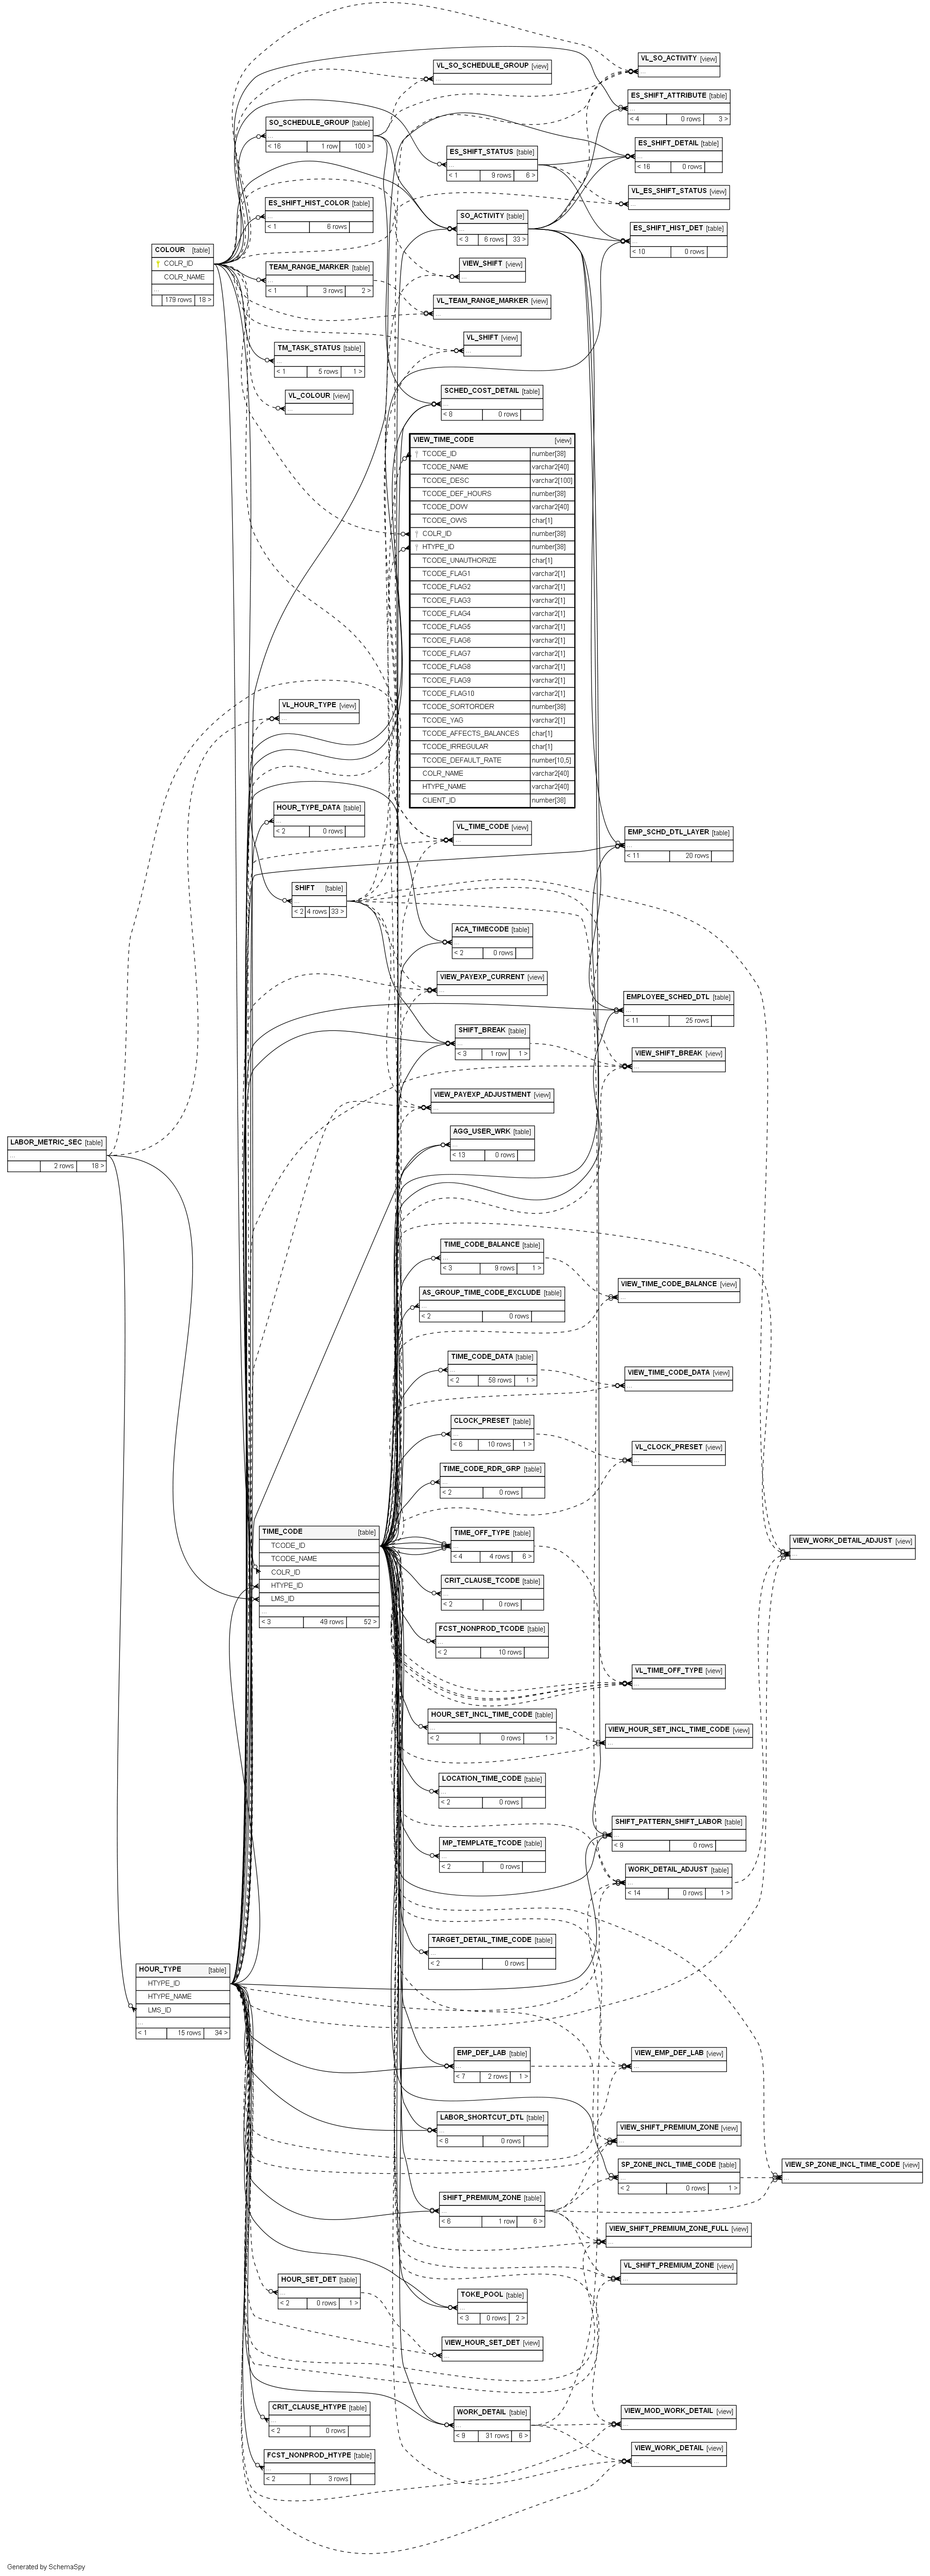 VL_SO_ACTIVITY [view]
...
VL_SO_SCHEDULE_GROUP [view]
...
ES_SHIFT_ATTRIBUTE [table]
...
< 4 0 rows 3 >
SO_SCHEDULE_GROUP [table]
...
< 16 1 row 100 >
ES_SHIFT_DETAIL [table]
...
< 16 0 rows
ES_SHIFT_STATUS [table]
...
< 1 9 rows 6 >
VL_ES_SHIFT_STATUS [view]
...
ES_SHIFT_HIST_COLOR [table]
...
< 1 6 rows
SO_ACTIVITY [table]
...
< 3 6 rows 33 >
ES_SHIFT_HIST_DET [table]
...
< 10 0 rows
COLOUR [table]
COLR_ID
COLR_NAME
...
179 rows 18 >
TEAM_RANGE_MARKER [table]
...
< 1 3 rows 2 >
VIEW_SHIFT [view]
...
VL_TEAM_RANGE_MARKER [view]
...
VL_SHIFT [view]
...
TM_TASK_STATUS [table]
...
< 1 5 rows 1 >
VL_COLOUR [view]
...
SCHED_COST_DETAIL [table]
...
< 8 0 rows
VIEW_TIME_CODE [view]
TCODE_ID number[38]
TCODE_NAME varchar2[40]
TCODE_DESC varchar2[100]
TCODE_DEF_HOURS number[38]
TCODE_DOW varchar2[40]
TCODE_OWS char[1]
COLR_ID number[38]
HTYPE_ID number[38]
TCODE_UNAUTHORIZE char[1]
TCODE_FLAG1 varchar2[1]
TCODE_FLAG2 varchar2[1]
TCODE_FLAG3 varchar2[1]
TCODE_FLAG4 varchar2[1]
TCODE_FLAG5 varchar2[1]
TCODE_FLAG6 varchar2[1]
TCODE_FLAG7 varchar2[1]
TCODE_FLAG8 varchar2[1]
TCODE_FLAG9 varchar2[1]
TCODE_FLAG10 varchar2[1]
TCODE_SORTORDER number[38]
TCODE_YAG varchar2[1]
TCODE_AFFECTS_BALANCES char[1]
TCODE_IRREGULAR char[1]
TCODE_DEFAULT_RATE number[10,5]
COLR_NAME varchar2[40]
HTYPE_NAME varchar2[40]
CLIENT_ID number[38]
VL_HOUR_TYPE [view]
...
HOUR_TYPE_DATA [table]
...
< 2 0 rows
VL_TIME_CODE [view]
...
EMP_SCHD_DTL_LAYER [table]
...
< 11 20 rows
SHIFT [table]
...
< 2 4 rows 33 >
ACA_TIMECODE [table]
...
< 2 0 rows
VIEW_PAYEXP_CURRENT [view]
...
EMPLOYEE_SCHED_DTL [table]
...
< 11 25 rows
SHIFT_BREAK [table]
...
< 3 1 row 1 >
VIEW_SHIFT_BREAK [view]
...
VIEW_PAYEXP_ADJUSTMENT [view]
...
LABOR_METRIC_SEC [table]
...
2 rows 18 >
AGG_USER_WRK [table]
...
< 13 0 rows
TIME_CODE_BALANCE [table]
...
< 3 9 rows 1 >
VIEW_TIME_CODE_BALANCE [view]
...
AS_GROUP_TIME_CODE_EXCLUDE [table]
...
< 2 0 rows
TIME_CODE_DATA [table]
...
< 2 58 rows 1 >
VIEW_TIME_CODE_DATA [view]
...
CLOCK_PRESET [table]
...
< 6 10 rows 1 >
VL_CLOCK_PRESET [view]
...
TIME_CODE_RDR_GRP [table]
...
< 2 0 rows
TIME_CODE [table]
TCODE_ID
TCODE_NAME
COLR_ID
HTYPE_ID
LMS_ID
...
< 3 49 rows 52 >
TIME_OFF_TYPE [table]
...
< 4 4 rows 6 >
VIEW_WORK_DETAIL_ADJUST [view]
...
CRIT_CLAUSE_TCODE [table]
...
< 2 0 rows
FCST_NONPROD_TCODE [table]
...
< 2 10 rows
VL_TIME_OFF_TYPE [view]
...
HOUR_SET_INCL_TIME_CODE [table]
...
< 2 0 rows 1 >
VIEW_HOUR_SET_INCL_TIME_CODE [view]
...
LOCATION_TIME_CODE [table]
...
< 2 0 rows
SHIFT_PATTERN_SHIFT_LABOR [table]
...
< 9 0 rows
MP_TEMPLATE_TCODE [table]
...
< 2 0 rows
WORK_DETAIL_ADJUST [table]
...
< 14 0 rows 1 >
TARGET_DETAIL_TIME_CODE [table]
...
< 2 0 rows
HOUR_TYPE [table]
HTYPE_ID
HTYPE_NAME
LMS_ID
...
< 1 15 rows 34 >
EMP_DEF_LAB [table]
...
< 7 2 rows 1 >
VIEW_EMP_DEF_LAB [view]
...
LABOR_SHORTCUT_DTL [table]
...
< 8 0 rows
VIEW_SHIFT_PREMIUM_ZONE [view]
...
SP_ZONE_INCL_TIME_CODE [table]
...
< 2 0 rows 1 >
VIEW_SP_ZONE_INCL_TIME_CODE [view]
...
SHIFT_PREMIUM_ZONE [table]
...
< 6 1 row 6 >
VIEW_SHIFT_PREMIUM_ZONE_FULL [view]
...
VL_SHIFT_PREMIUM_ZONE [view]
...
HOUR_SET_DET [table]
...
< 2 0 rows 1 >
TOKE_POOL [table]
...
< 3 0 rows 2 >
VIEW_HOUR_SET_DET [view]
...
CRIT_CLAUSE_HTYPE [table]
...
< 2 0 rows
WORK_DETAIL [table]
...
< 9 31 rows 6 >
VIEW_MOD_WORK_DETAIL [view]
...
VIEW_WORK_DETAIL [view]
...
FCST_NONPROD_HTYPE [table]
...
< 2 3 rows
Generated by SchemaSpy